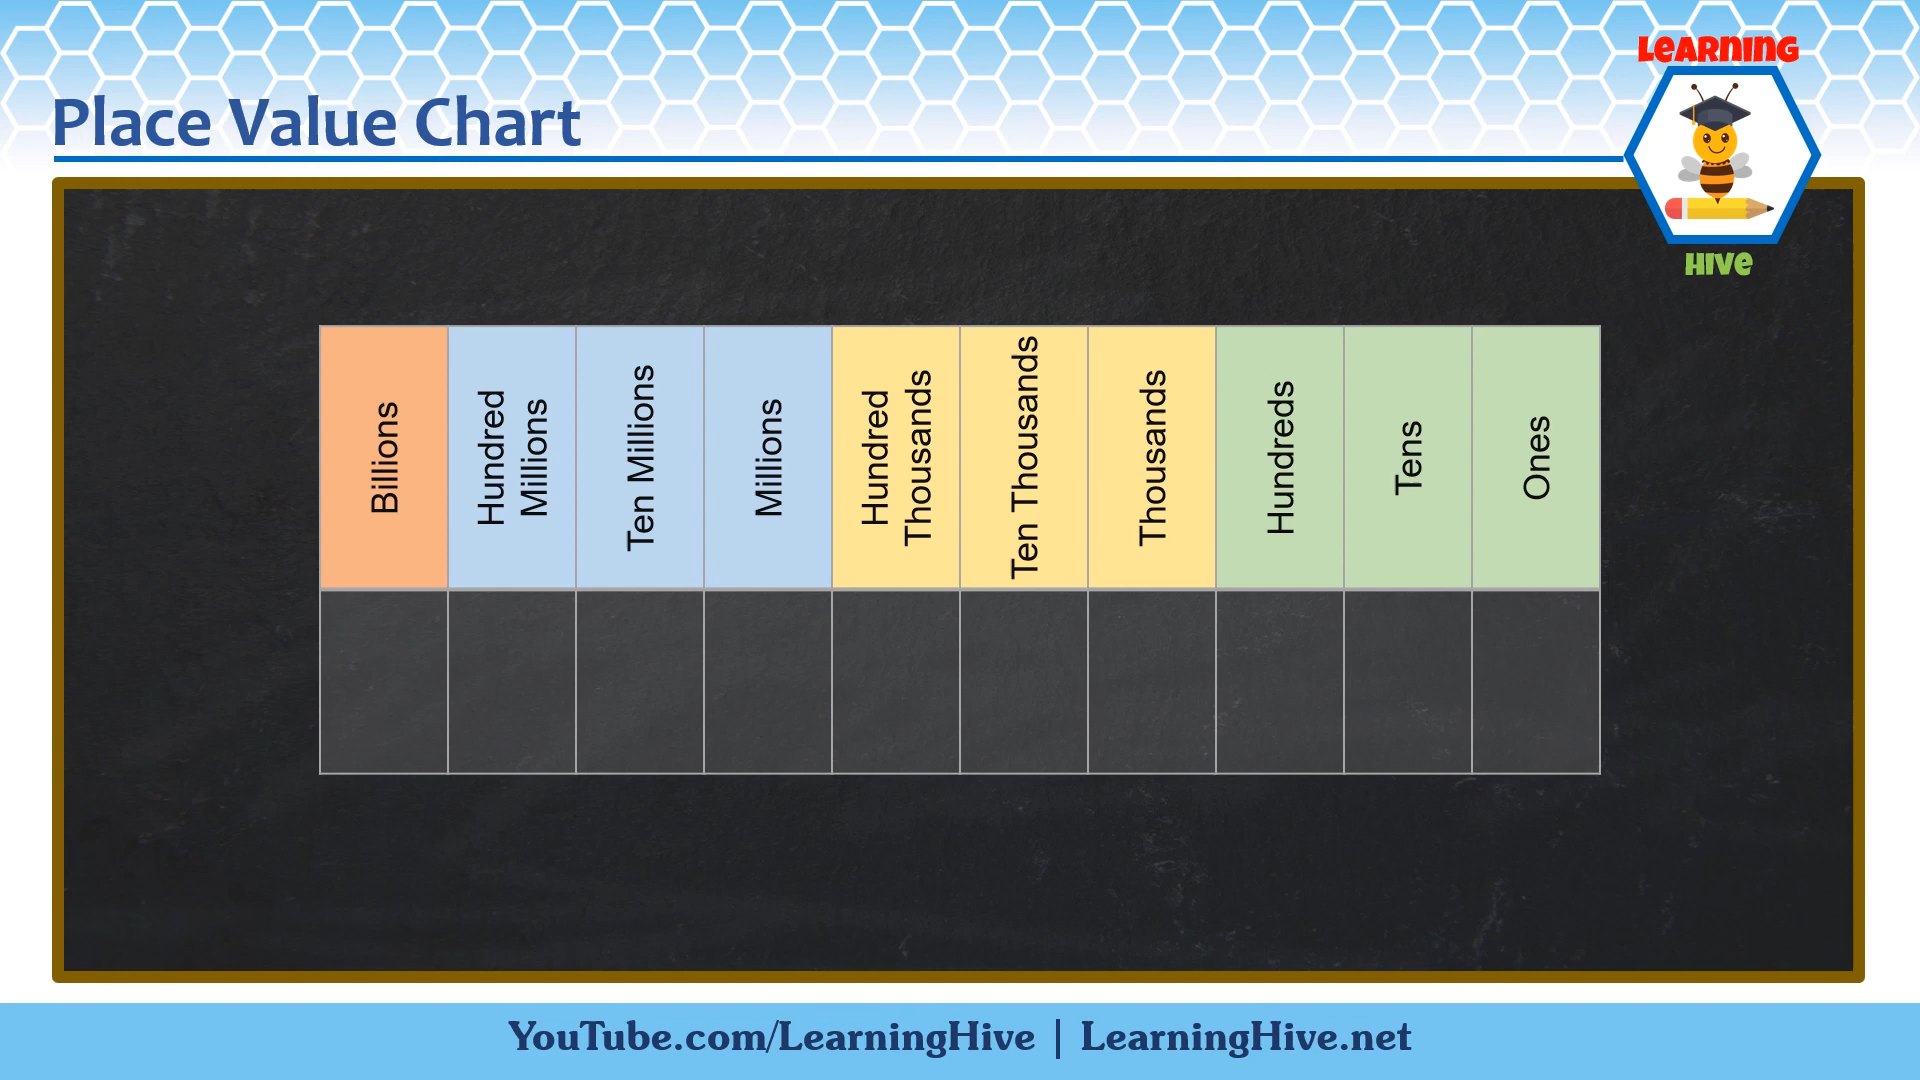 LeARNiNG
Place Value Chart
HiVe
Billions
Hundred
Millions
Ten Millions
Millions
Hundred
Thousands
Ten Thousands
Thousands
Hundreds
Tens
Ones
YouTube.com/LearningHive | LearningHive.net